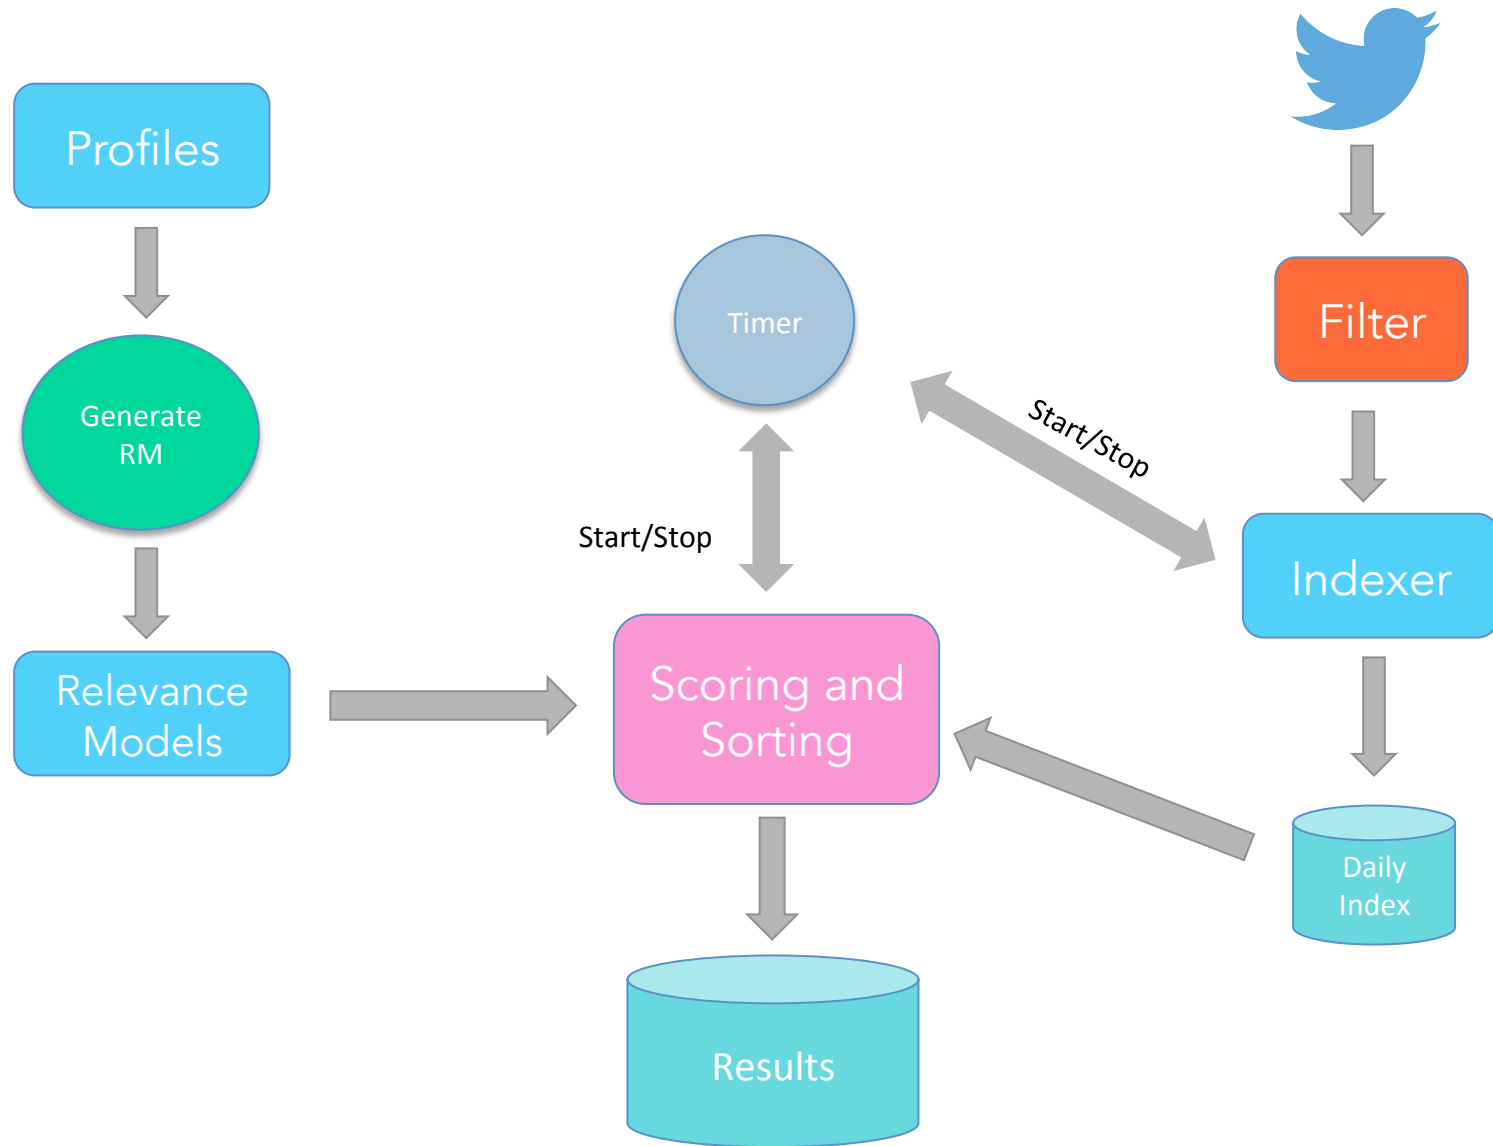 Profiles
Generate
RM
Relevance
Models
Timer
Start/Stop
Start/Stop
Scoring and
Sorting
Results
Filter
Indexer
Daily
Index